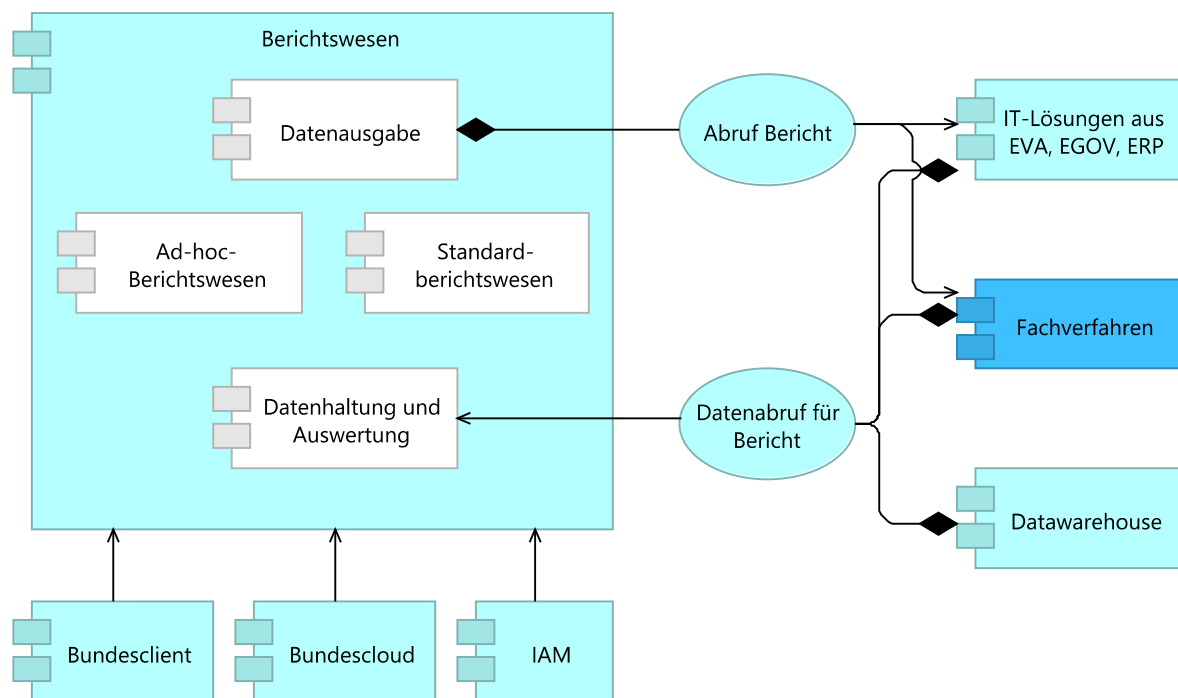 Berichtswesen
Datenausgabe
Abruf Bericht
IT-Lösungen aus
EVA, EGOV, ERP
Ad-hoc-
Berichtswesen
Standard-
berichtswesen
Fachverfahren
Datenhaltung und
Auswertung
Datenabruf für
Bericht
Datawarehouse
Bundesclient
Bundescloud
IAM